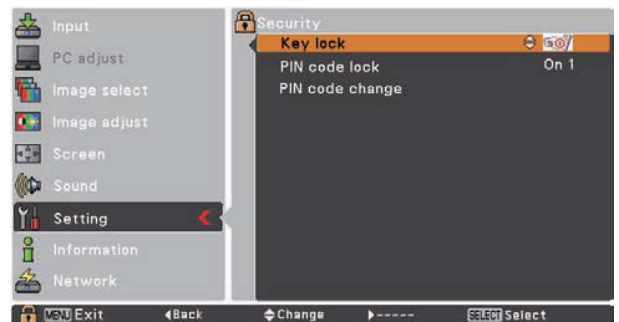 Input
PC adjust
Image select
Image adjust
Screen
Sound
Setting
Information
Network
Security
Key lock
PIN code lock On 1
PIN code change
MENU Exit Back Change ----- SELECT Select